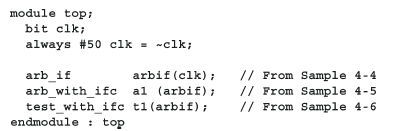 module top;
  bit clk;
  always #50 clk = ~clk;

  arb_if        arbif(clk);   // From Sample 4-4
  arb_with_ifc  a1 (arbif);   // From Sample 4-5
  test_with_ifc t1(arbif);    // From Sample 4-6
endmodule : top